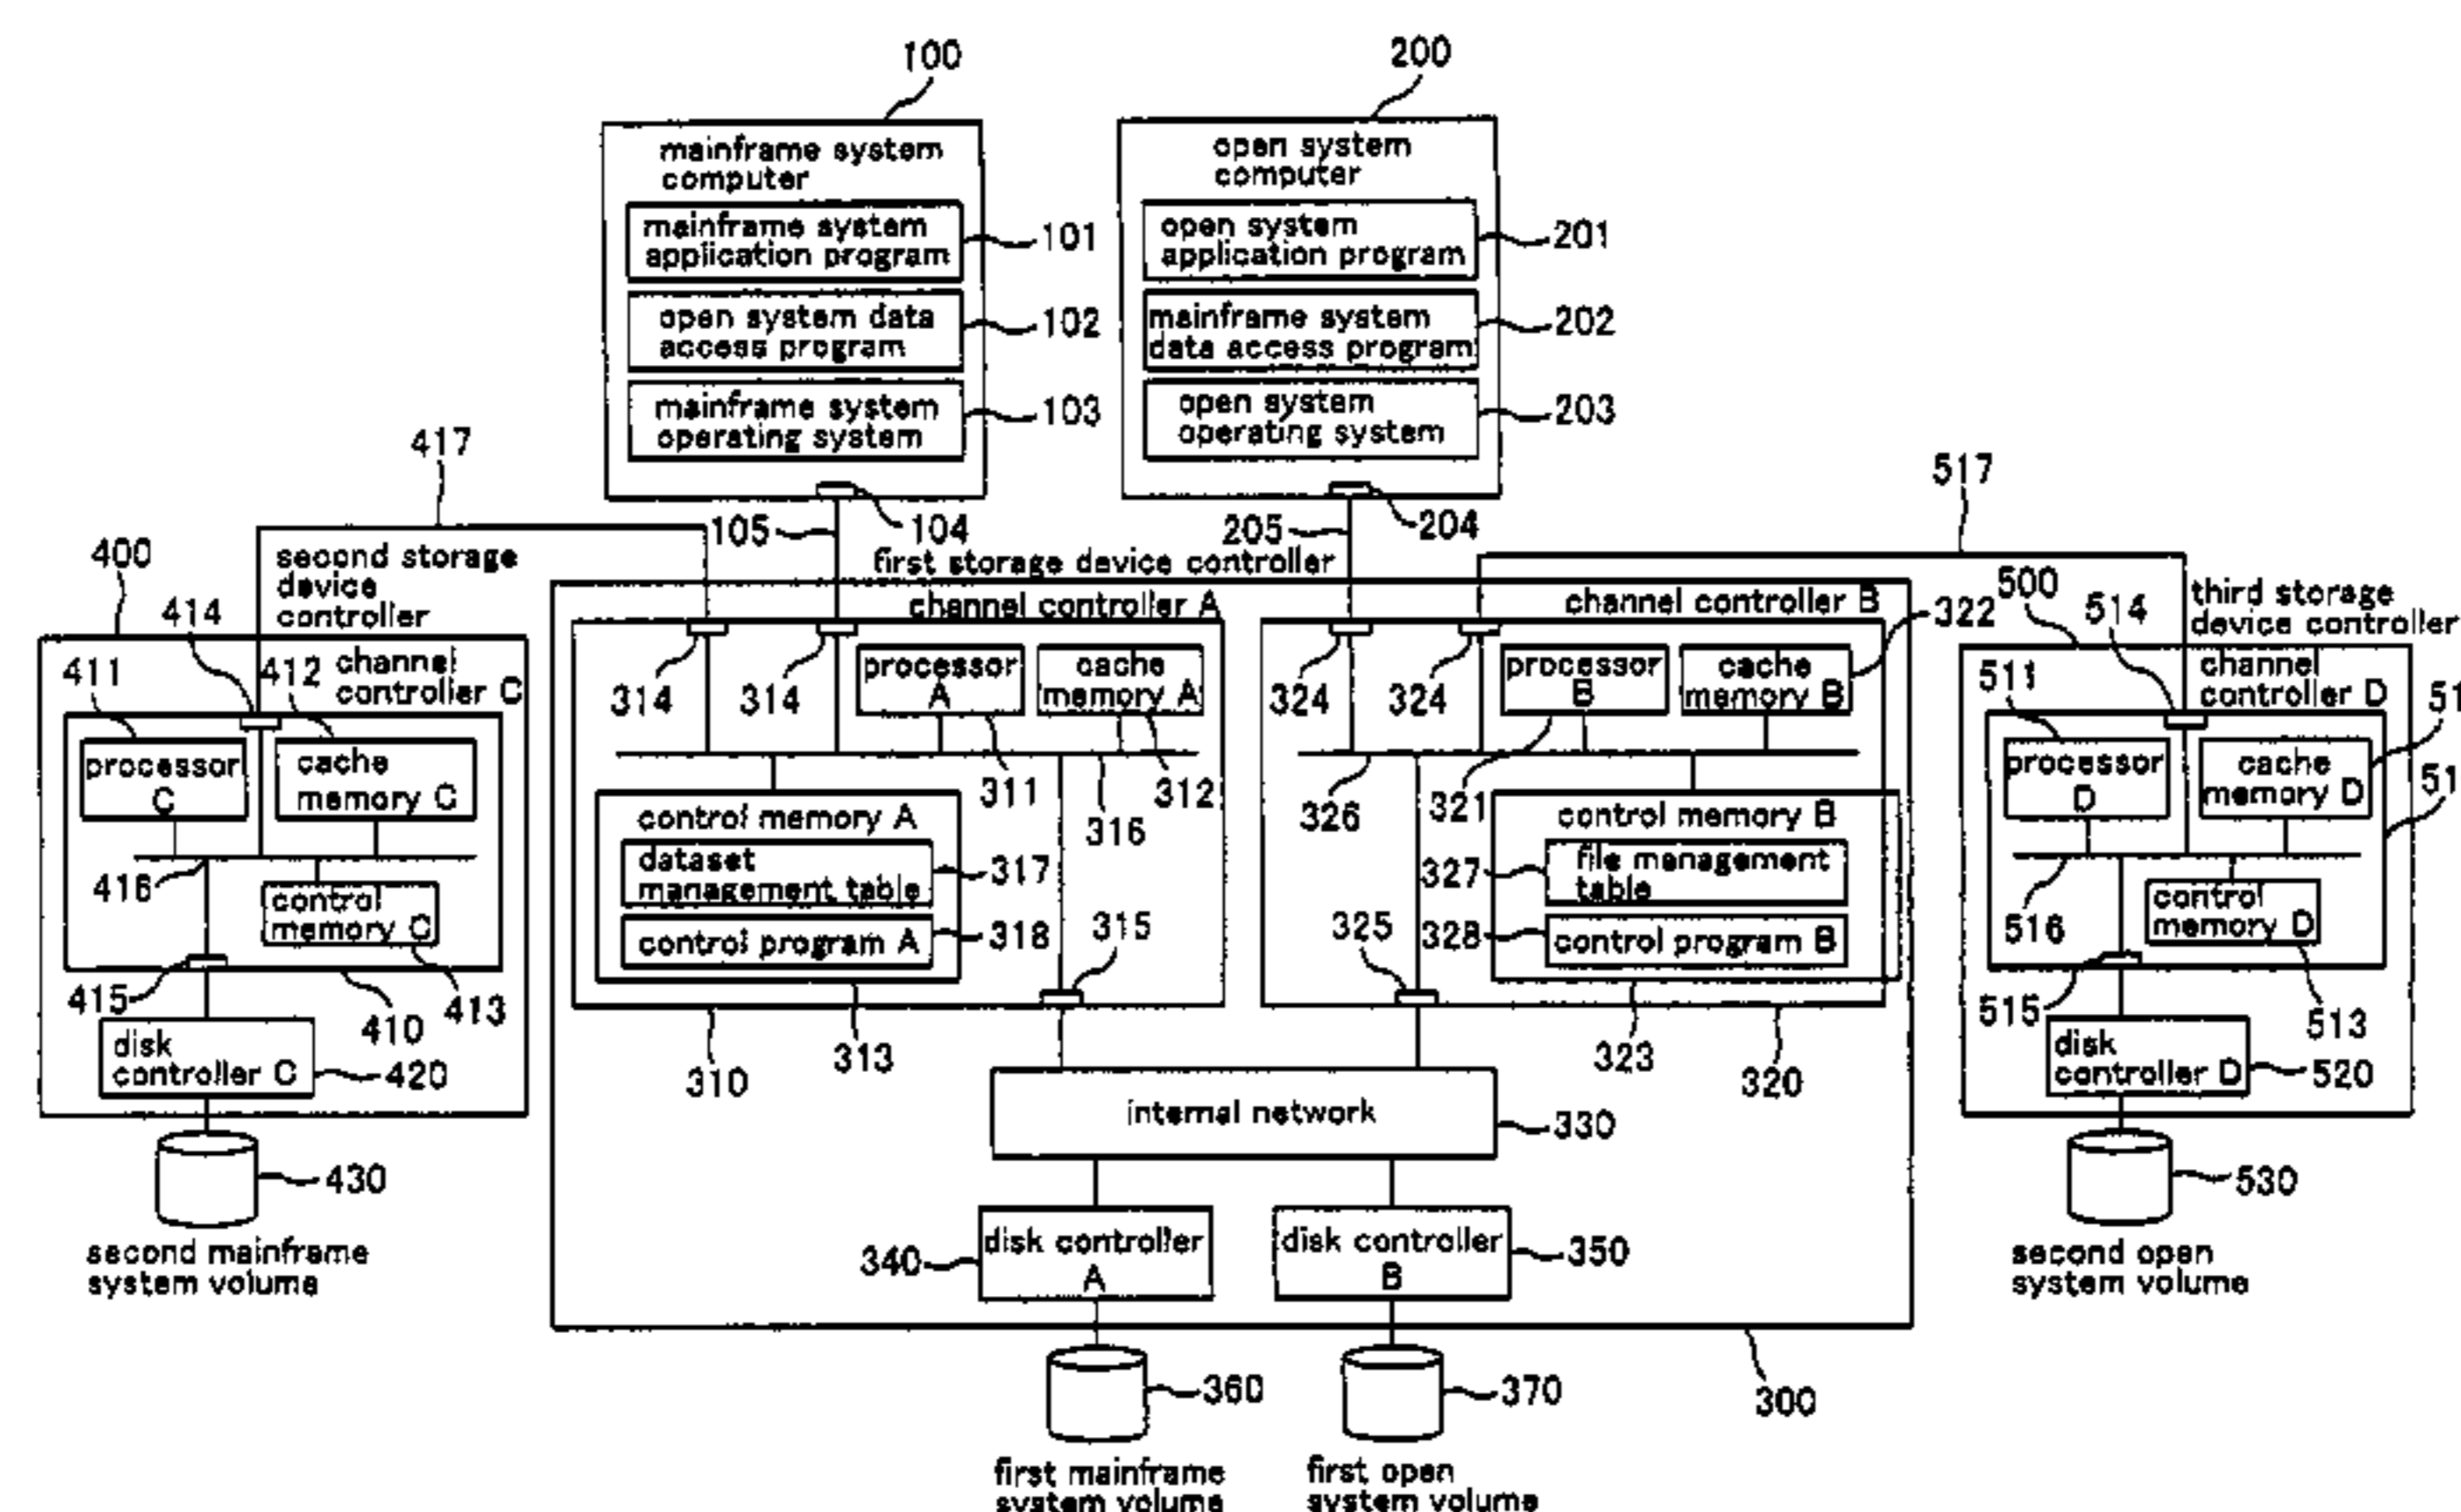 100
200
mainframe system
computer
open system
computer
mainframe system
application program
101
open system
application program
201
open system data
access program
102
mainframe system
data access program
202
mainframe system
operating system
103
open system
operating system
203
417
517
105
104
205
204
400
second storage
device
controller
first storage device controller
500
third storage
device controller
414
channel controller A
channel controller B
322
514
411
412
channel
controller C
314
314
processor
A
cache
memory A
324
324
processor
B
cache
memory B
511
channel
controller D
51
processor
C
cache
memory C
311
312
316
326
321
processor
D
cache
memory D
51
control memory A
dataset
management table
317
control program A
318
315
control memory B
327
file management
table
325
328
control program B
416
control
memory C
516
control
memory D
415
410
413
310
313
323
320
515
513
disk
controller C
420
internal network
330
disk
controller D
520
430
second mainframe
system volume
340
disk controller
A
disk controller
B
350
530
second open
system volume
360
370
300
first mainframe
system volume
first open
system volume